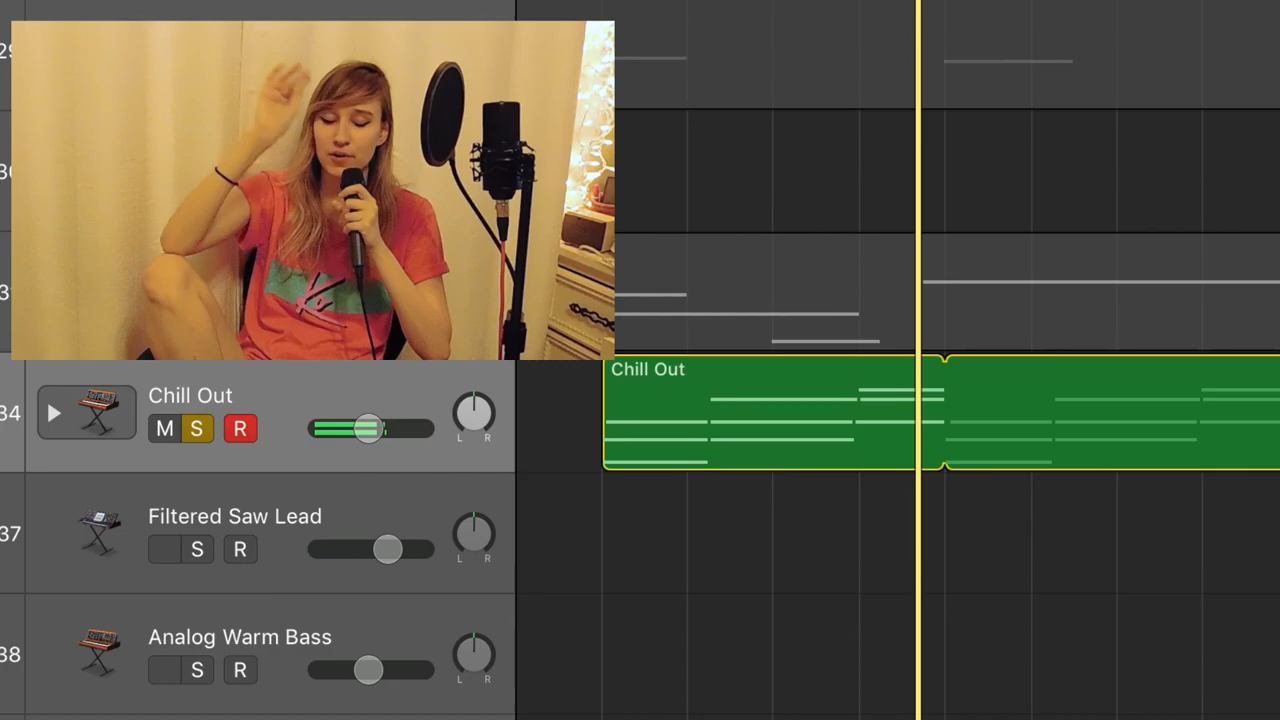 Chill Out
34
Chill Out
M S R
L R
37
Filtered Saw Lead
S R
L R
38
Analog Warm Bass
S R
L R